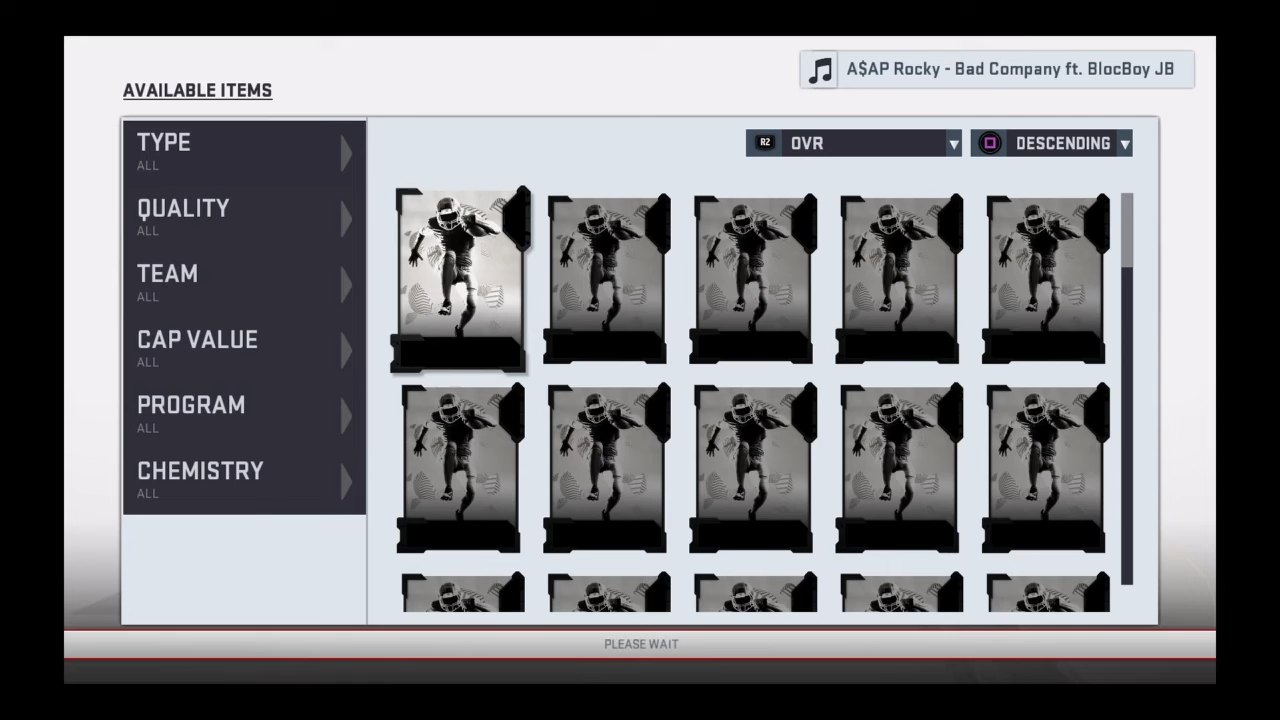 A$AP Rocky - Bad Company ft. BlocBoy JB
AVAILABLE ITEMS
R2 OVR
DESCENDING
TYPE
ALL
QUALITY
ALL
TEAM
ALL
CAP VALUE
ALL
PROGRAM
ALL
CHEMISTRY
ALL
PLEASE WAIT